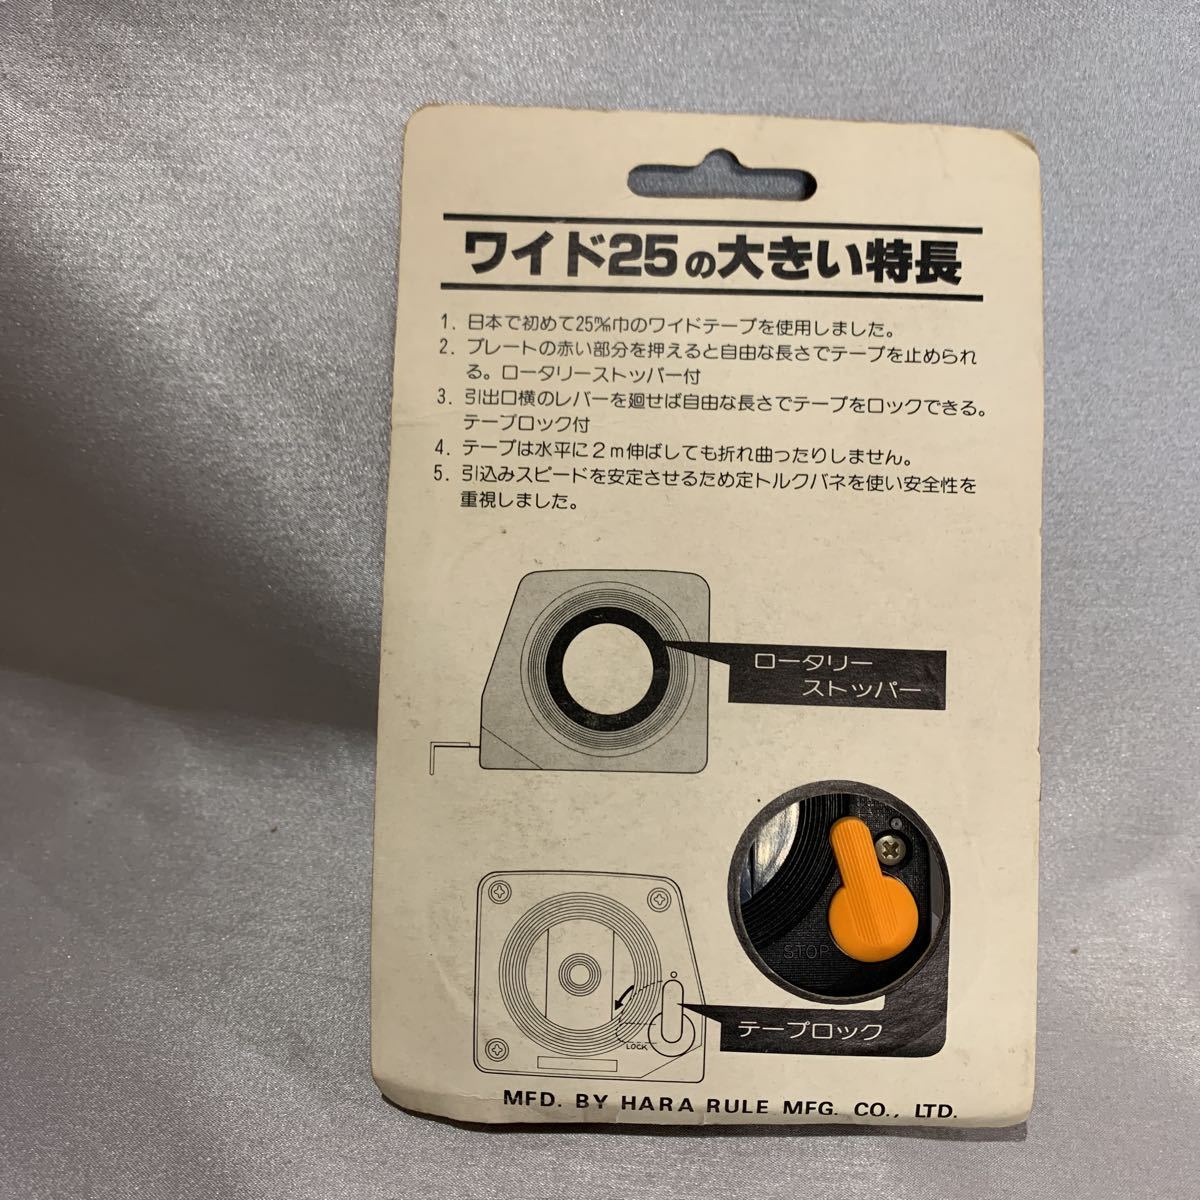 ワイド25の大きい特長
1. 日本で初めて25㎜巾のワイドテープを使用しました。
2. プレートの赤い部分を押えると自由な長さでテープを止められ
る。ロータリーストッパー付
3. 引出口横のレバーを廻せば自由な長さでテープをロックできる。
テープロック付
4. テープは水平に2m伸ばしても折れ曲ったりしません。
5. 引込みスピードを安定させるため定トルクバネを使い安全性を
重視しました。
ロータリー
ストッパー
STOP
テープロック
LOCK
MFD. BY HARA RULE MFG. CO., LTD.